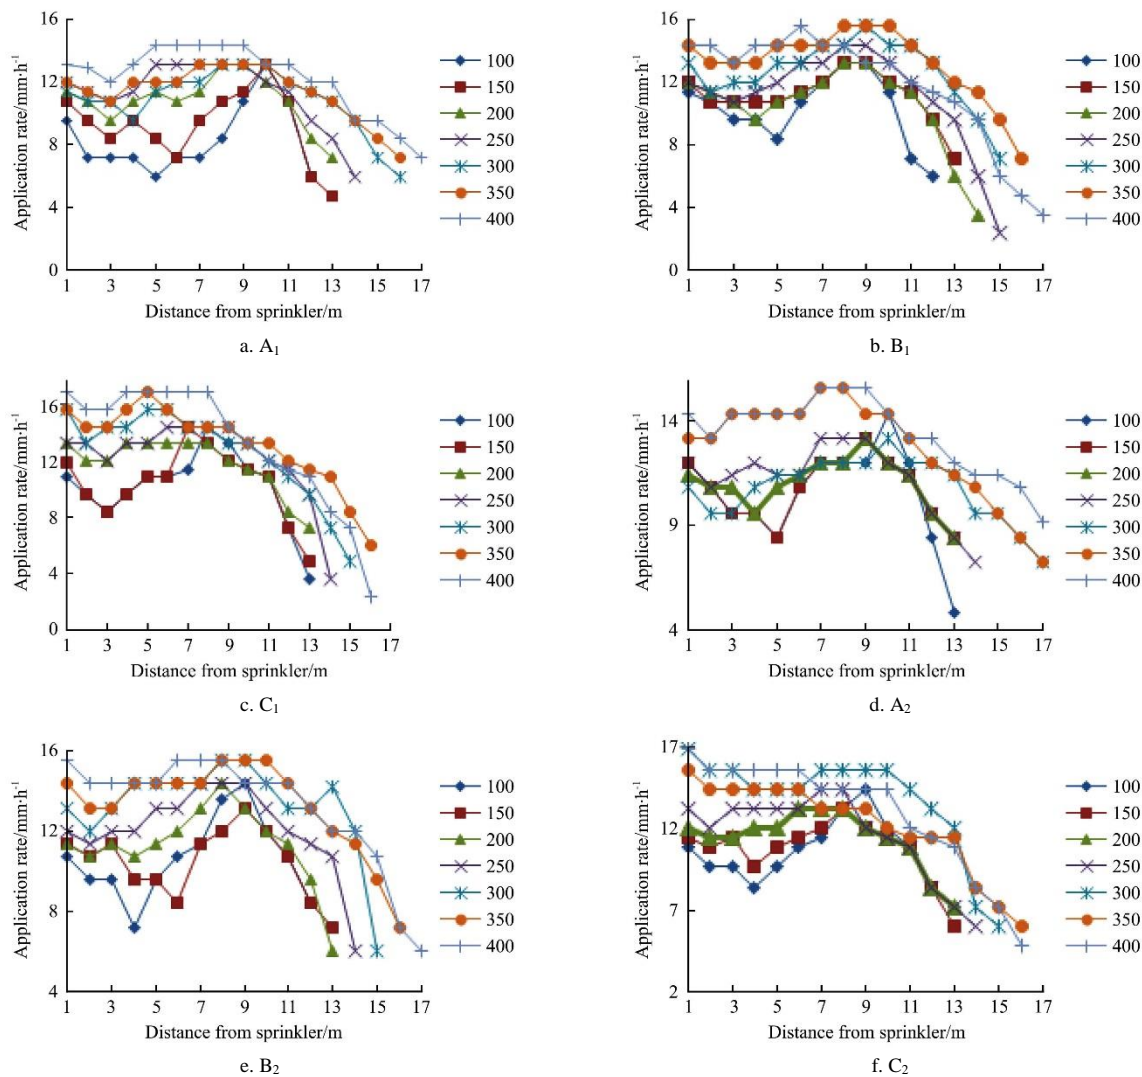 16
12
8
4
0
Application rate/mm·h⁻¹
1 3 5 7 9 11 13 15 17
Distance from sprinkler/m
100
150
200
250
300
350
400
a. A₁
16
12
8
4
0
Application rate/mm·h⁻¹
1 3 5 7 9 11 13 15 17
Distance from sprinkler/m
100
150
200
250
300
350
400
b. B₁
16
12
8
4
0
Application rate/mm·h⁻¹
1 3 5 7 9 11 13 15 17
Distance from sprinkler/m
100
150
200
250
300
350
400
c. C₁
14
9
4
Application rate/mm·h⁻¹
1 3 5 7 9 11 13 15 17
Distance from sprinkler/m
100
150
200
250
300
350
400
d. A₂
16
12
8
4
Application rate/mm·h⁻¹
1 3 5 7 9 11 13 15 17
Distance from sprinkler/m
100
150
200
250
300
350
400
e. B₂
17
12
7
2
Application rate/mm·h⁻¹
1 3 5 7 9 11 13 15 17
Distance from sprinkler/m
100
150
200
250
300
350
400
f. C₂